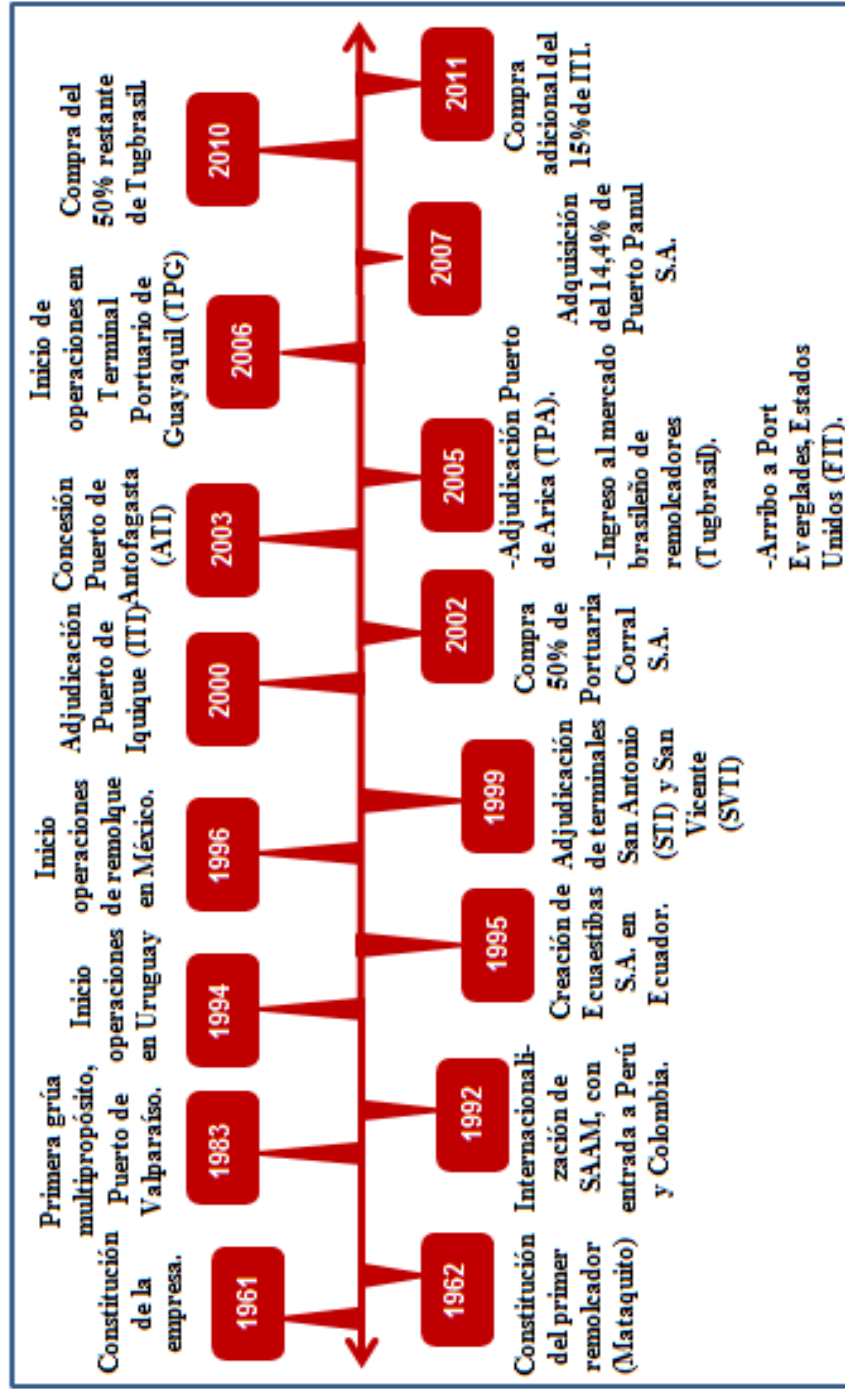 Constitución
de la
empresa.
1961
1962
Constitución
del primer
remolcador
(Mataquito)
Primera grúa
multipropósito,
Puerto de
Valparaíso.
1983
1992
Internacionali-
zación de
SAAM, con
entrada a Perú
y Colombia.
Inicio
operaciones
en Uruguay
1994
1995
Creación de
Ecuaestibas
S.A. en
Ecuador.
Inicio
operaciones
de remolque
en México.
1996
1999
Adjudicación
de terminales
San Antonio
(STI) y San
Vicente
(SVTI)
Adjudicación
Puerto de
Iquique (ITI)
2000
2002
Compra
50% de
Portuaria
Corral
S.A.
Concesión
Puerto de
Antofagasta
(ATI)
2003
2005
-Adjudicación Puerto
de Arica (TPA).
-Ingreso al mercado
brasileño de
remolcadores
(Tugbrasil).
-Arribo a Port
Everglades, Estados
Unidos (FIT).
Inicio de
operaciones en
Terminal
Portuario de
Guayaquil (TPG)
2006
2007
Adquisición
del 14,4% de
Puerto Panul
S.A.
Compra del
50% restante
de Tugbrasil
2010
2011
Compra
adicional del
15% de ITI.